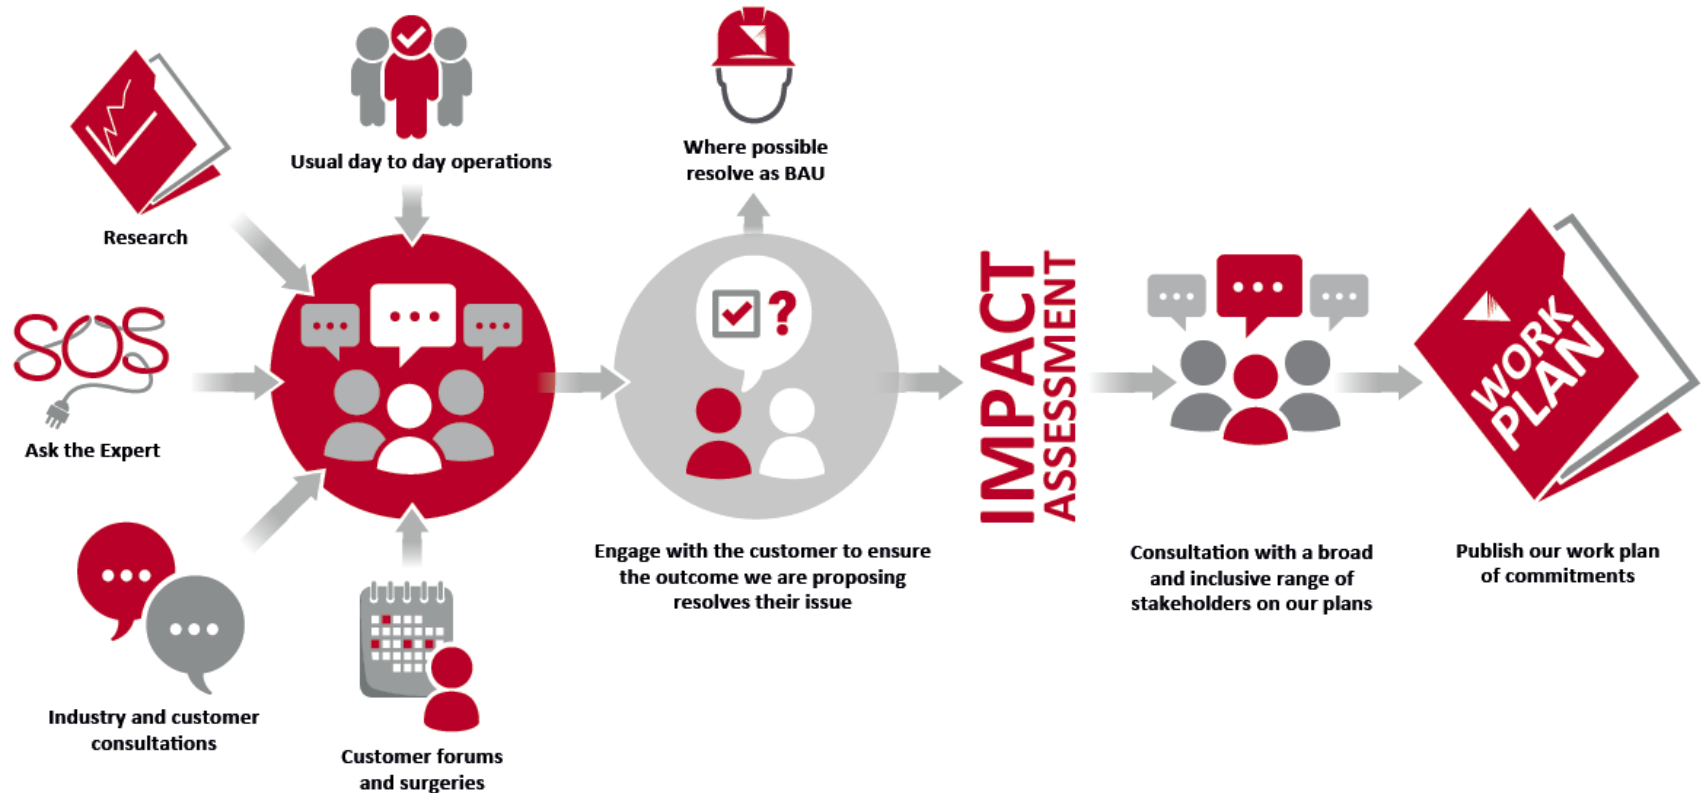 Usual day to day operations
Where possible
resolve as BAU
Research
SOS
Ask the Expert
Industry and customer
consultations
Customer forums
and surgeries
?
Engage with the customer to ensure
the outcome we are proposing
resolves their issue
IMPACT
ASSESSMENT
Consultation with a broad
and inclusive range of
stakeholders on our plans
WORK
PLAN
Publish our work plan
of commitments